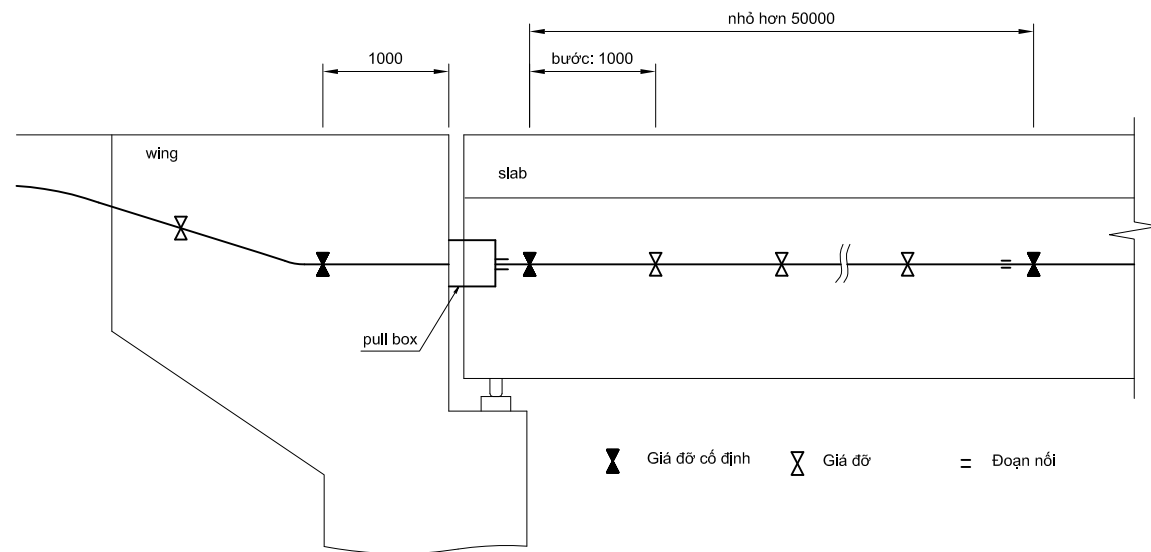 nhỏ hơn 50000
1000
bước: 1000
wing
slab
pull box
Giá đỡ cố định
Giá đỡ
Đoạn nối